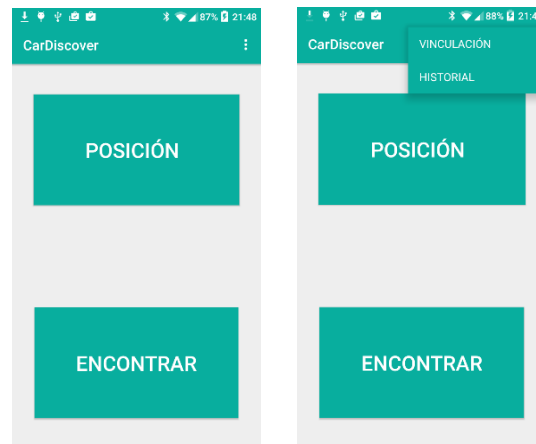 87% 21:48
CarDiscover
POSICIÓN
ENCONTRAR
88% 21:4
CarDiscover
VINCULACIÓN
HISTORIAL
POSICIÓN
ENCONTRAR